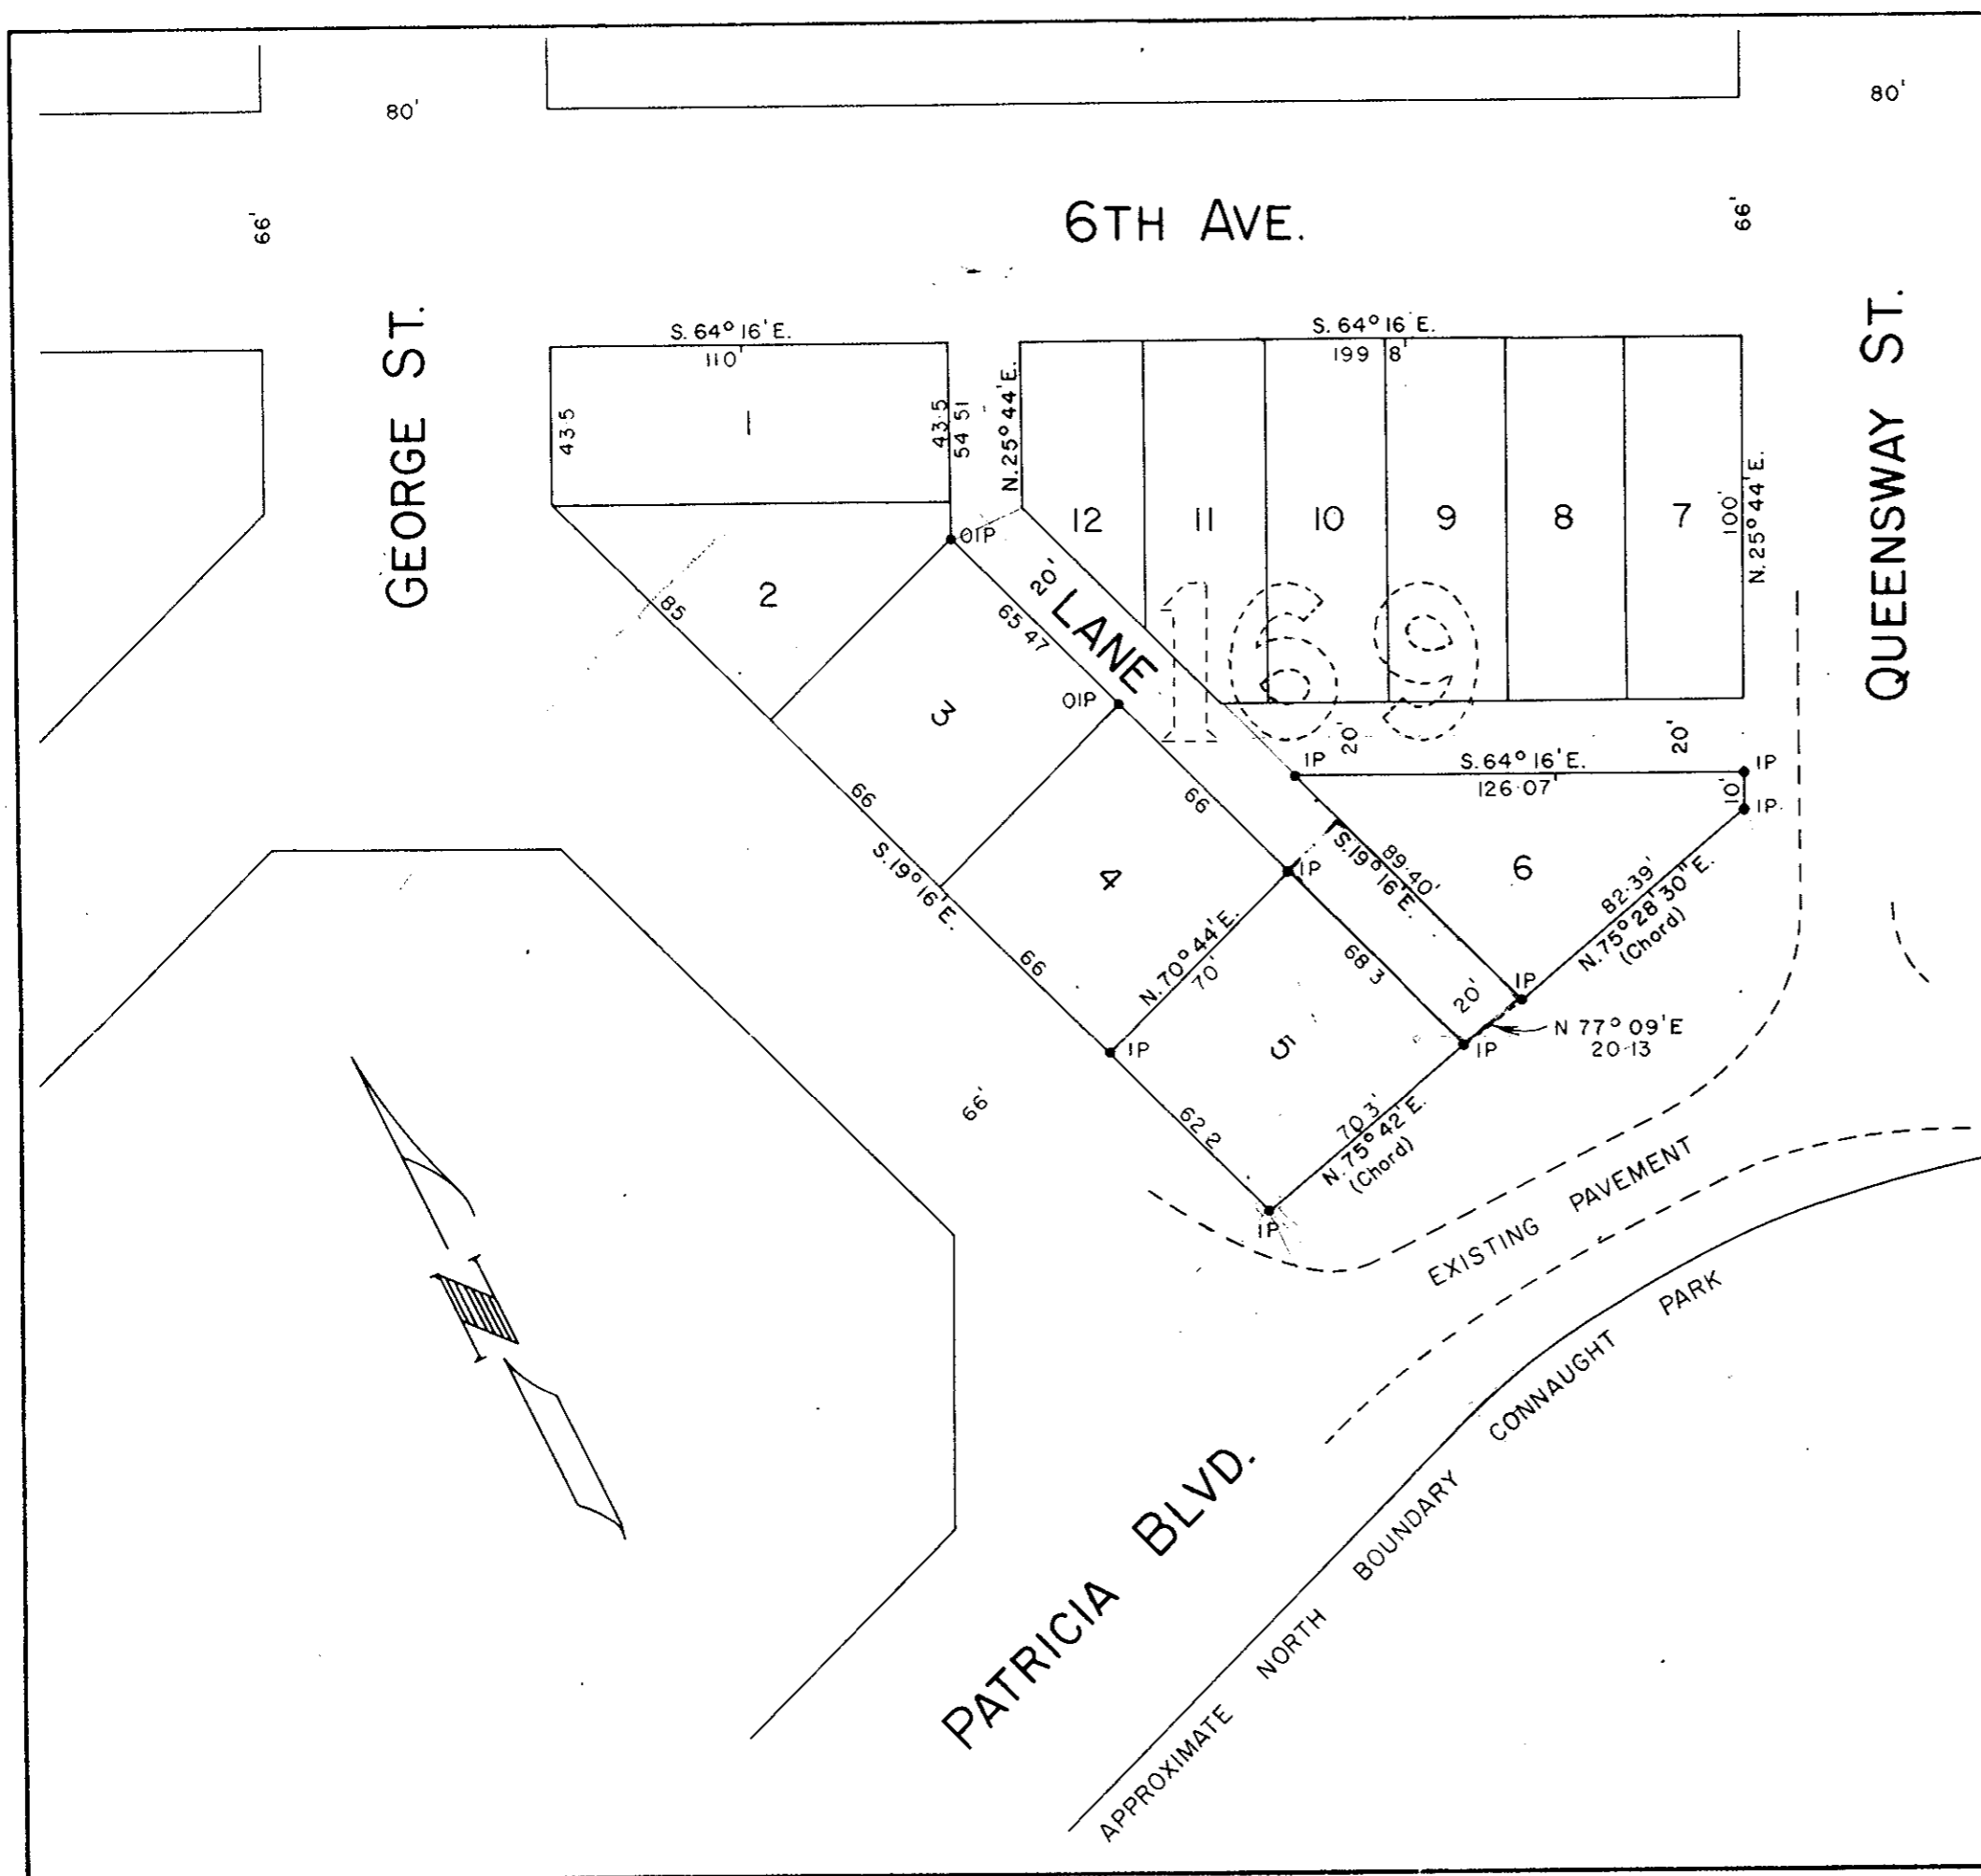 80'
80'
66'
66'
6TH AVE.
GEORGE ST.
QUEENSWAY ST.
S. 64° 16' E.
110'
S. 64° 16' E.
199 8'
43·5
1
43·5
54 51
N. 25° 44' E.
12
11
10
9
8
7
100'
N. 25° 44' E.
OIP
2
85
20'
LANE
65 47
169
3
OIP
20'
20'
IP
S. 64° 16' E.
126·07'
IP
10'
IP.
66
66
S. 19° 16' E.
4
IP
89·40'
S. 19° 16' E.
6
82·39'
N. 75° 28' 30" E.
(Chord)
66
N. 70° 44' E.
70'
68 3
20'
IP
N 77° 09' E
20·13
IP
IP
5
66'
62 2
70 3'
N. 75° 42' E.
(Chord)
IP
EXISTING PAVEMENT
N
PATRICIA BLVD.
APPROXIMATE NORTH BOUNDARY CONNAUGHT PARK